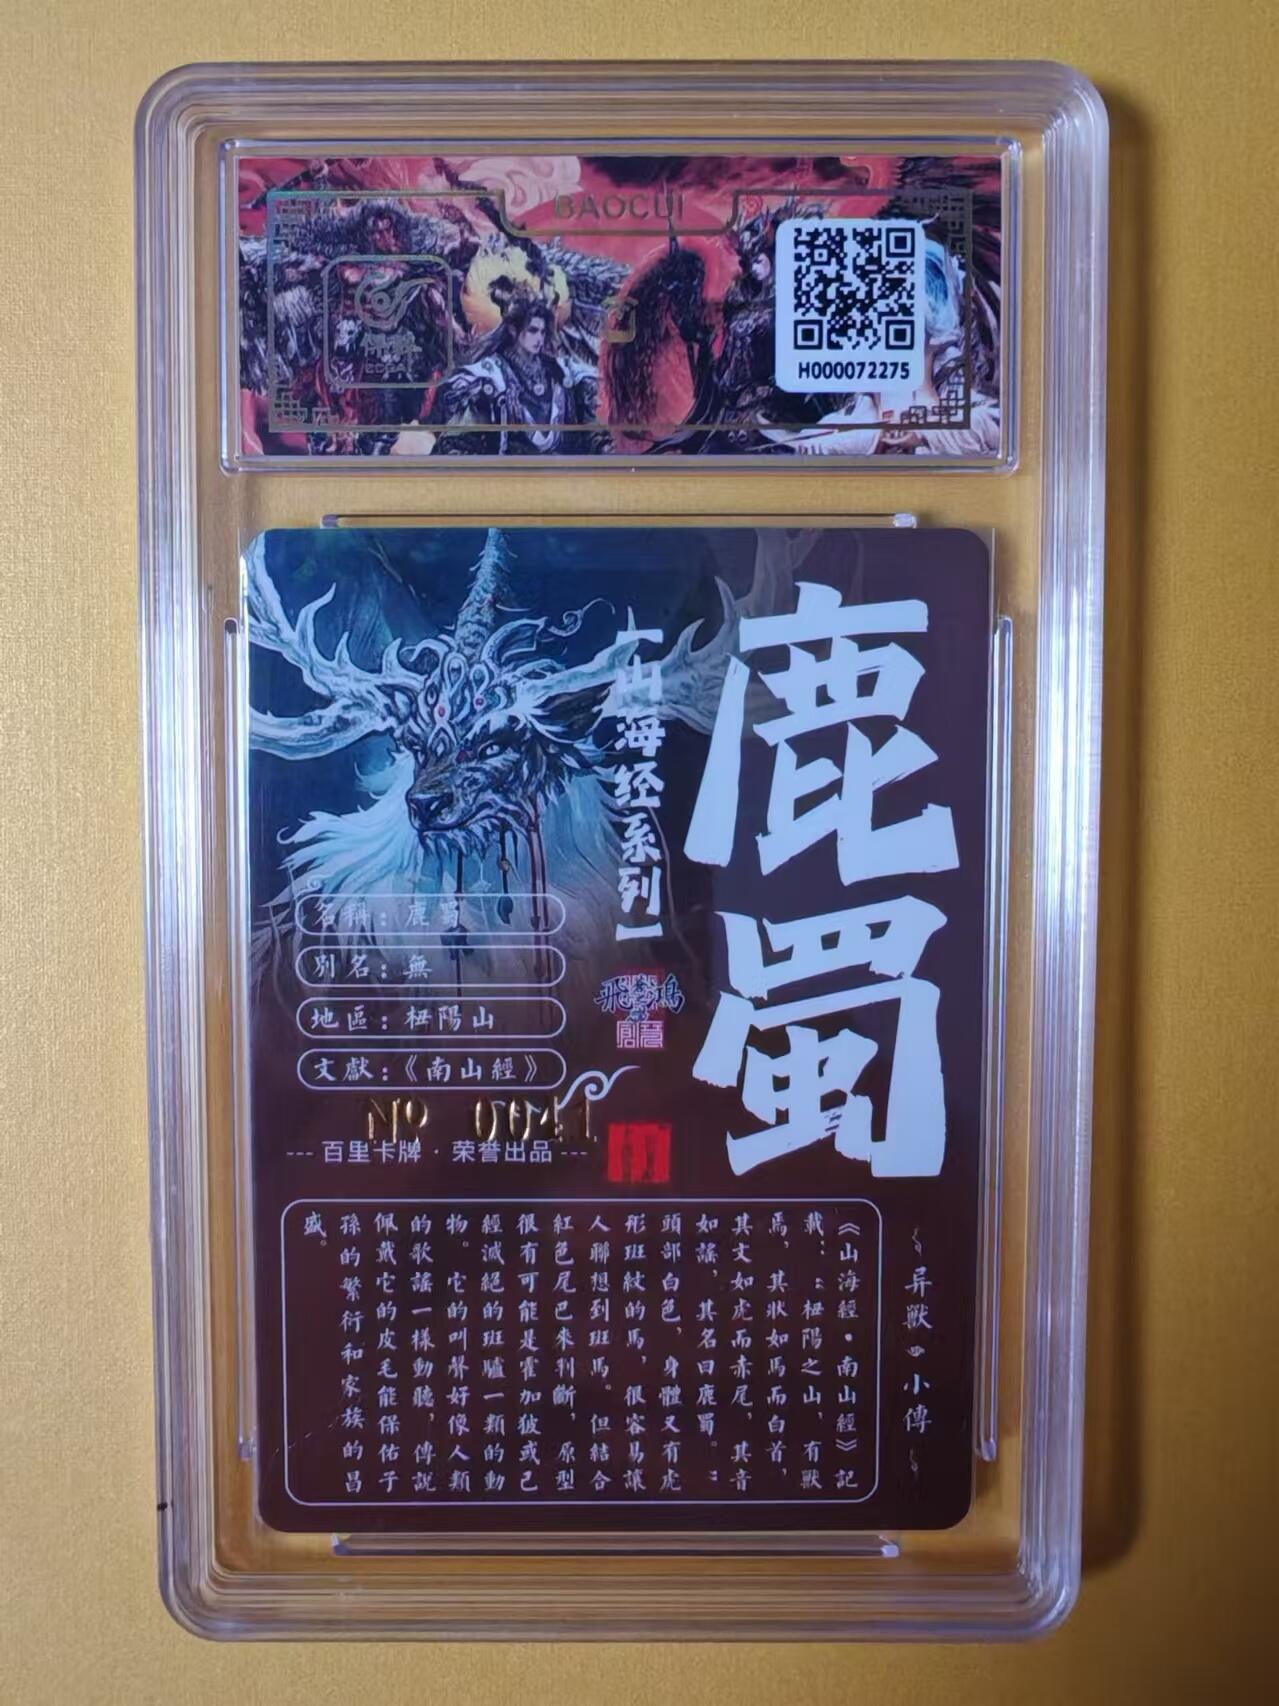 BAOCUI
CCPA
H000072275
鹿蜀
【山海经系列】
名稱：鹿蜀
別名：無
地區：杻陽山
文獻：《南山經》
飛鴻
N° 0041
--- 百里卡牌 · 荣誉出品 ---
异獸 小傳
《山海經·南山經》記
載：“杻陽之山，有獸
焉，其狀如馬而白首，
其文如虎而赤尾，其音
如謠，其名曰鹿蜀。”
頭部白色，身體又有虎
形斑紋的馬，很容易讓
人聯想到斑馬。但結合
紅色尾巴來判斷，原型
很有可能是霍加狓或已
經滅絕的斑驢一類的動
物。它的叫聲好像人類
的歌謠一樣動聽，傳說
佩戴它的皮毛能保佑子
孫的繁衍和家族的昌
盛。